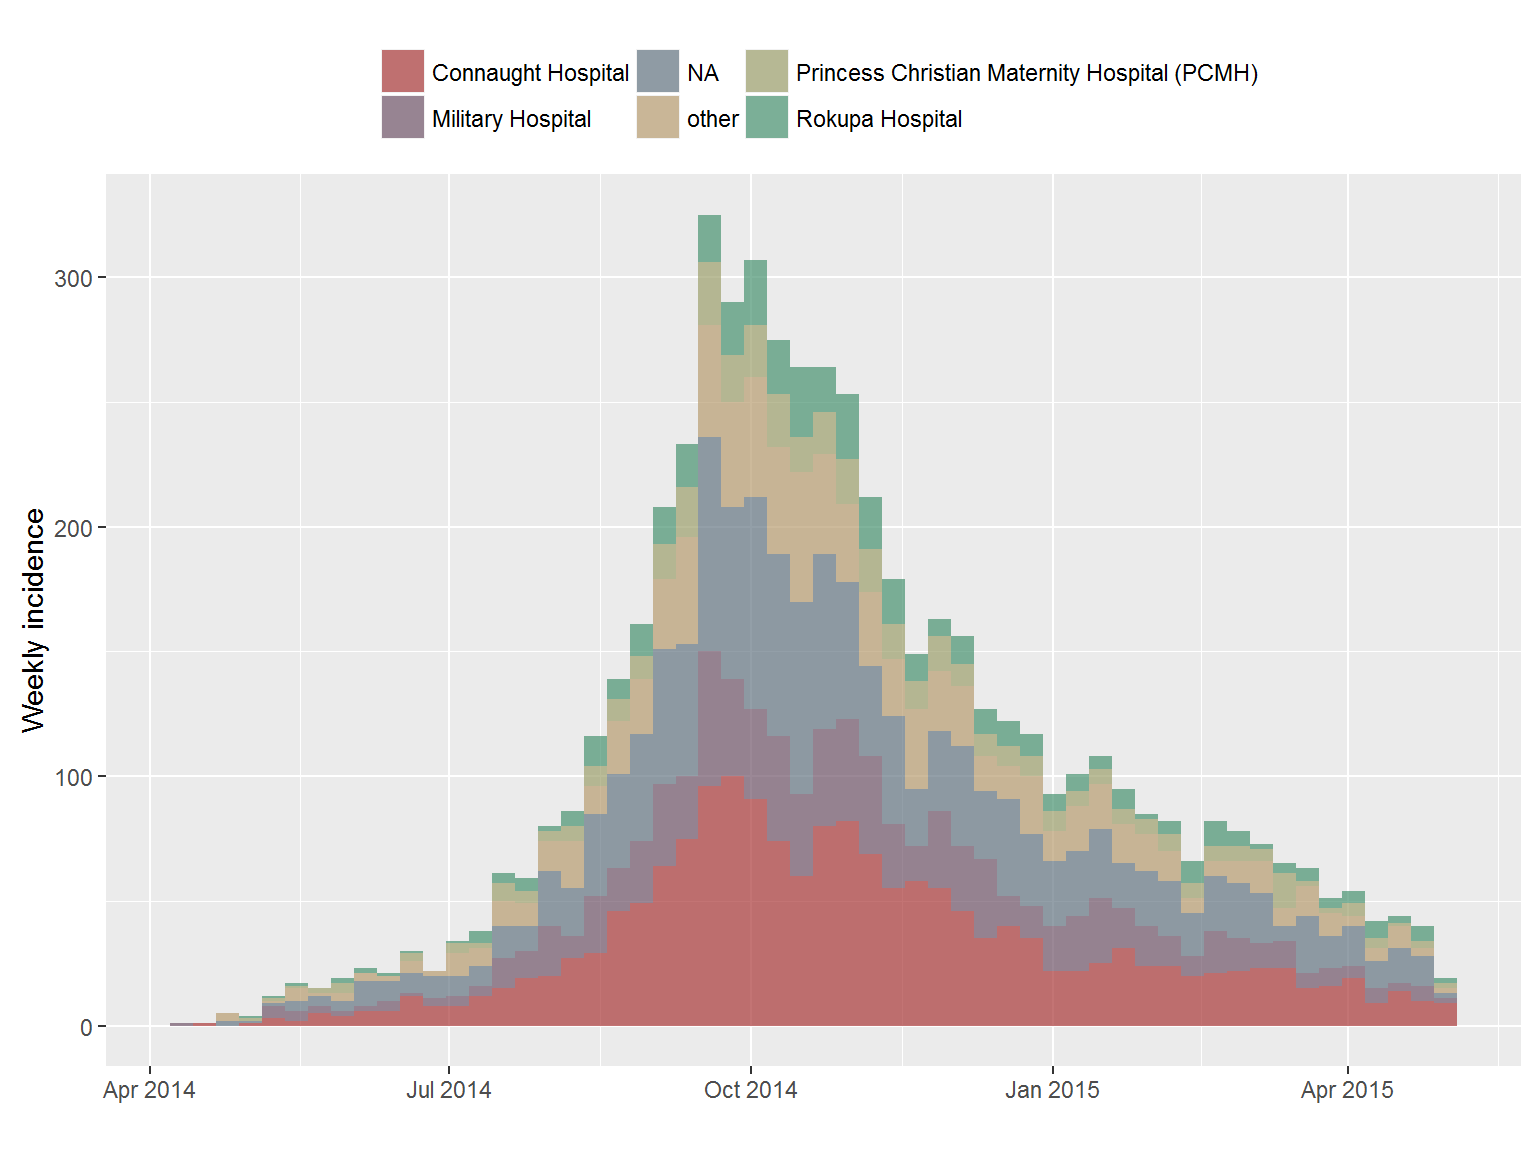 Connaught Hospital NA Princess Christian Maternity Hospital (PCMH)
Military Hospital other Rokupa Hospital
300
200
100
0
Weekly incidence
Apr 2014 Jul 2014 Oct 2014 Jan 2015 Apr 2015